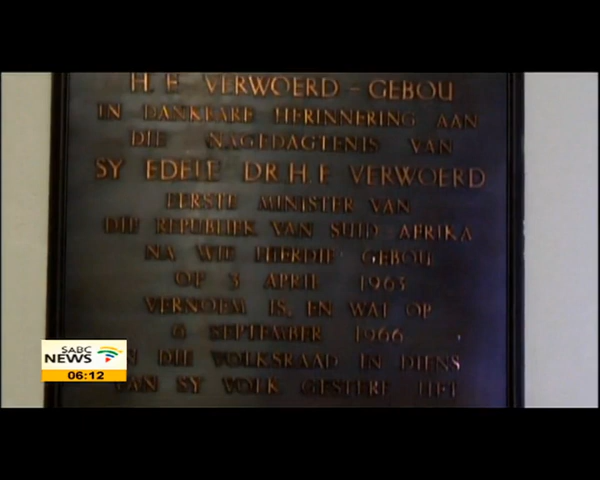 H. F. VERWOERD - GEBOU
IN DANKBARE HERINNERING AAN
DIE NAGEDAGTENIS VAN
SY EDELE DR H. F. VERWOERD
EERSTE MINISTER VAN
DIE REPUBLIEK VAN SUID AFRIKA
NA WIE HIERDIE GEBOU
OP 3 APRIL 1963
VERNOEM IS, EN WAT OP
6 SEPTEMBER 1966
IN DIE VOLKSRAAD IN DIENS
VAN SY VOLK GESTERF HET
SABC
NEWS
06:12